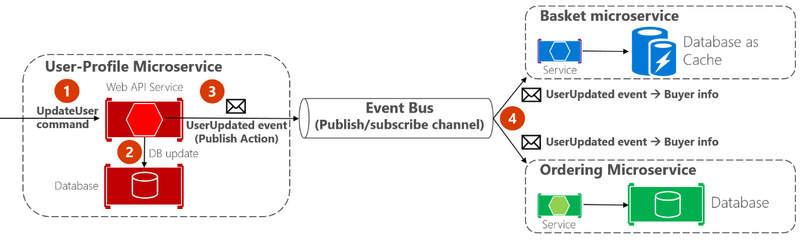 User-Profile Microservice
Web API Service
1
UpdateUser
command
2
DB update
Database
3
UserUpdated event
(Publish Action)
Event Bus
(Publish/subscribe channel)
4
Basket microservice
Service
Database as
Cache
UserUpdated event → Buyer info
UserUpdated event → Buyer info
Ordering Microservice
Service
Database